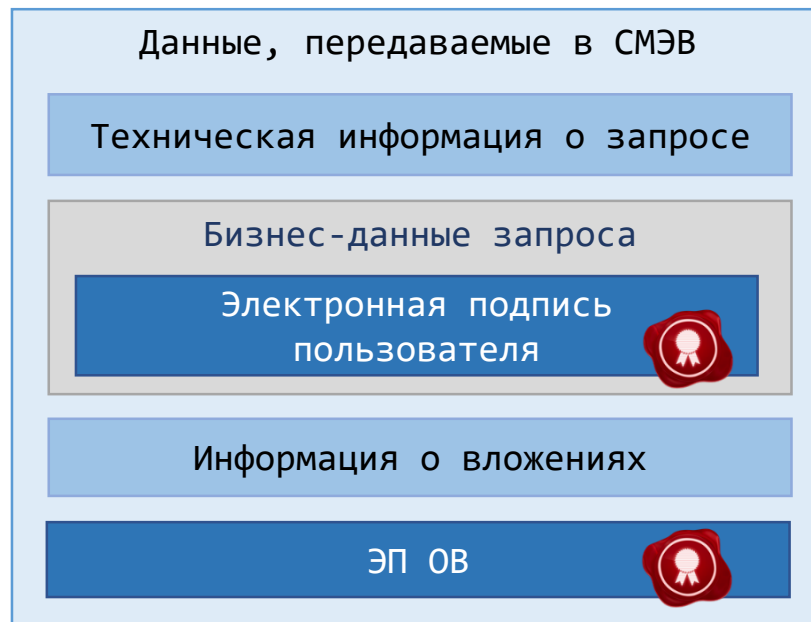 Данные, передаваемые в СМЭВ
Техническая информация о запросе
Бизнес-данные запроса
Электронная подпись
пользователя
Информация о вложениях
ЭП ОВ